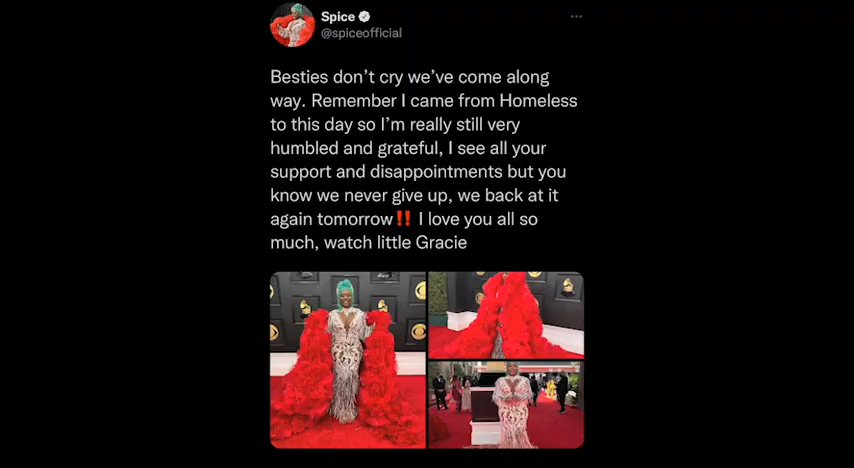 Spice
@spiceofficial
Besties don’t cry we’ve come along
way. Remember I came from Homeless
to this day so I’m really still very
humbled and grateful, I see all your
support and disappointments but you
know we never give up, we back at it
again tomorrow‼️ I love you all so
much, watch little Gracie